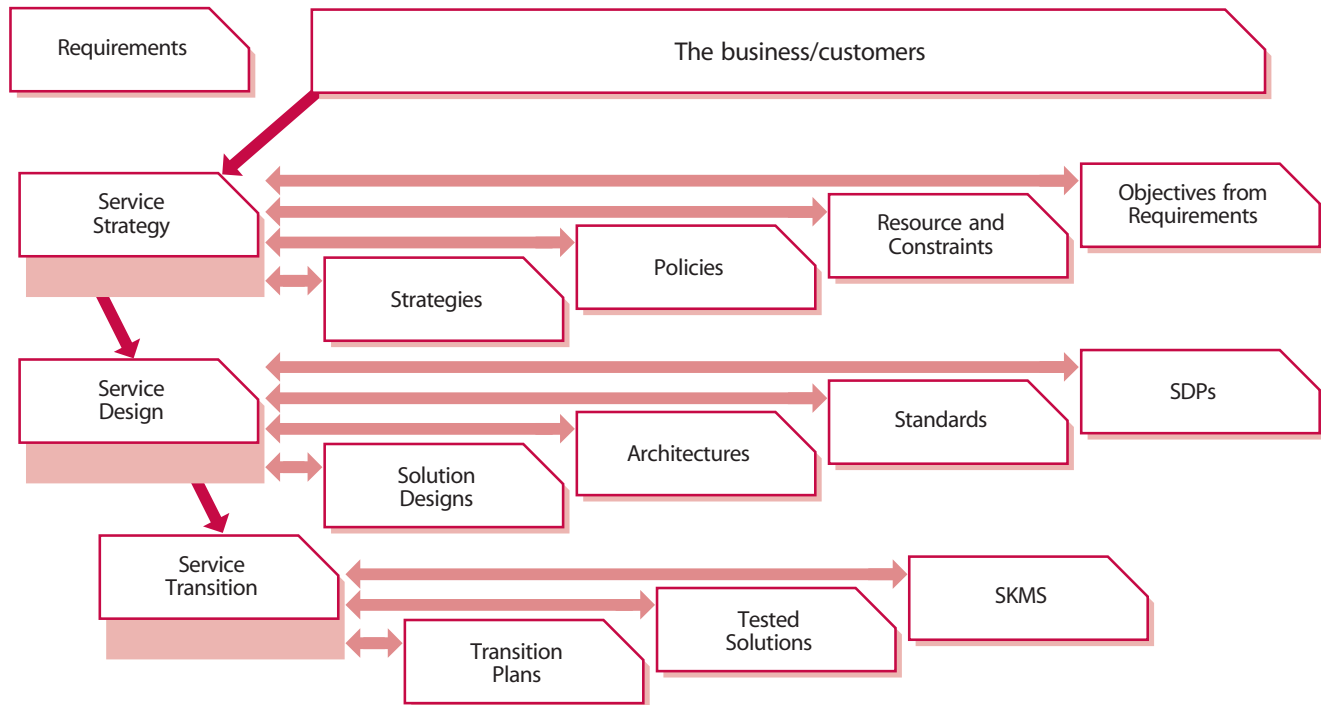 Requirements
The business/customers
Service
Strategy
Objectives from
Requirements
Resource and
Constraints
Policies
Strategies
Service
Design
SDPs
Standards
Architectures
Solution
Designs
Service
Transition
SKMS
Tested
Solutions
Transition
Plans